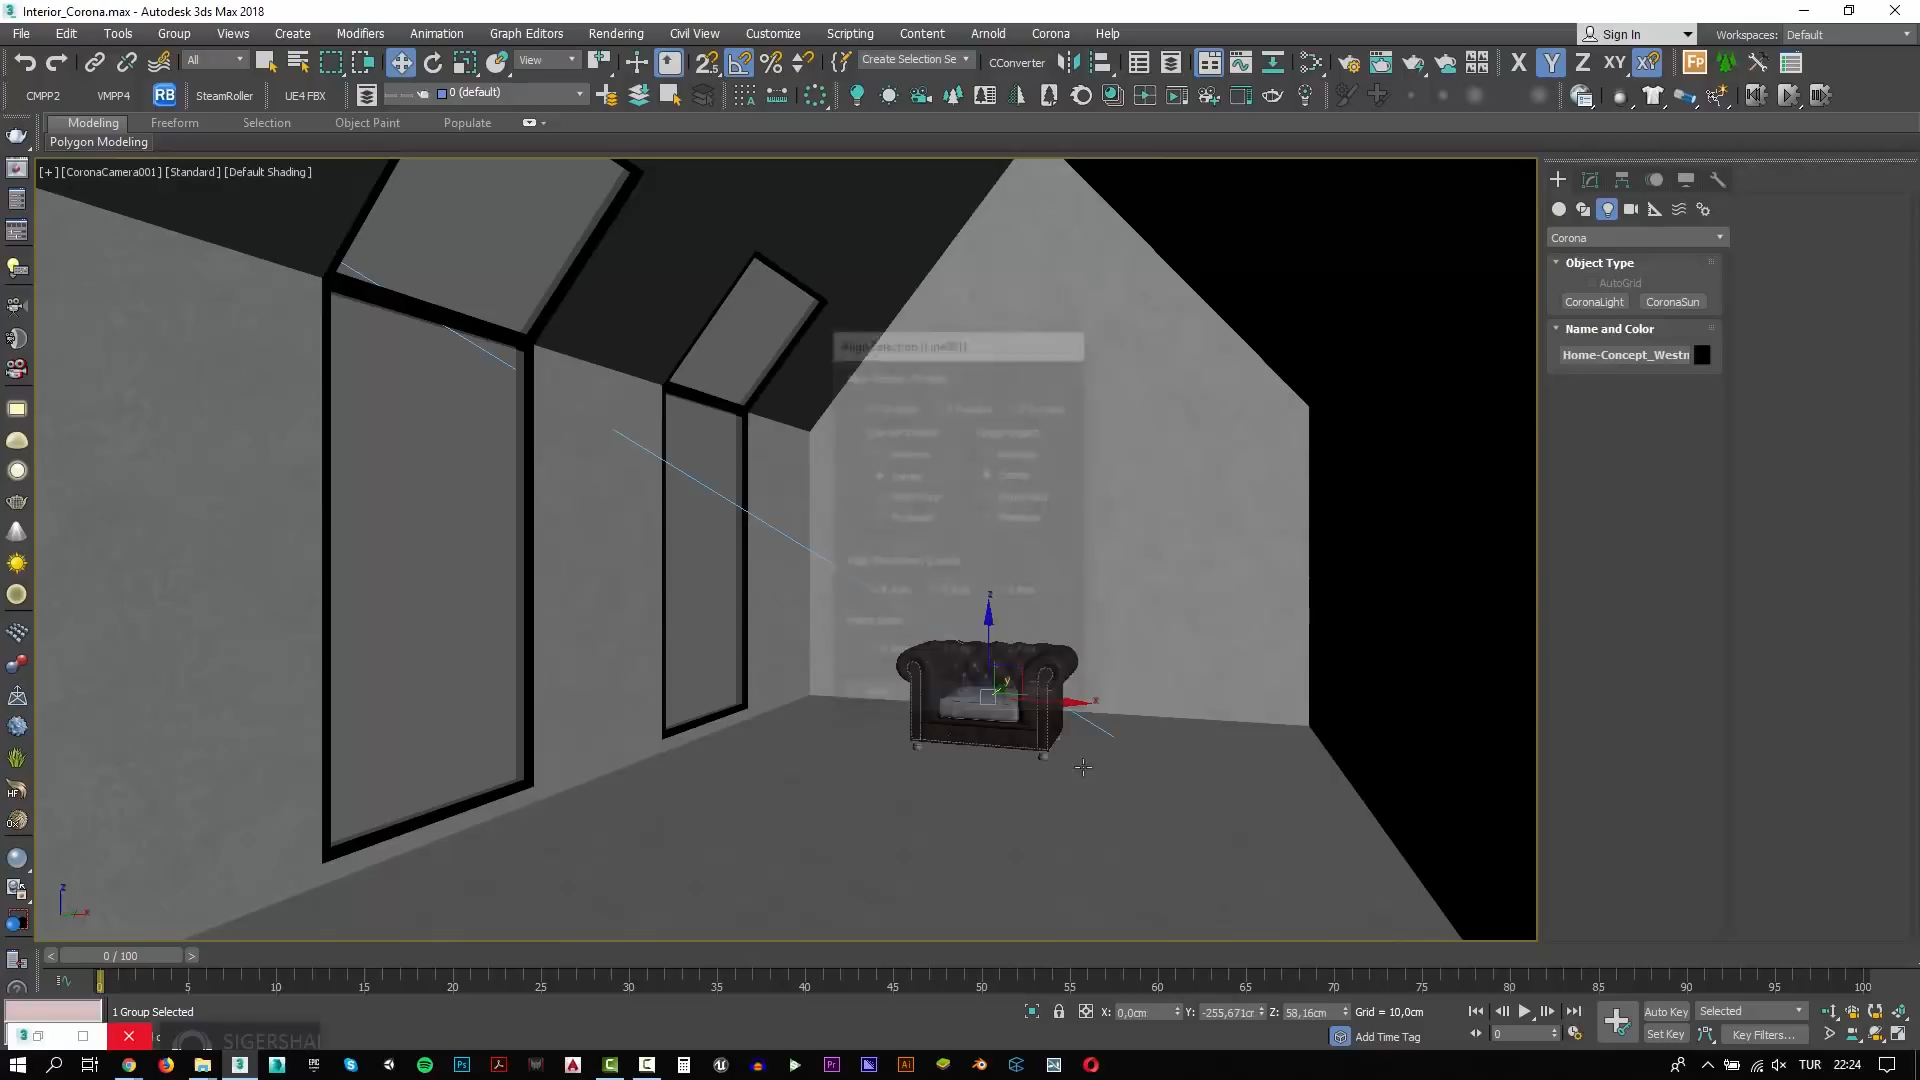 Interior_Corona.max - Autodesk 3ds Max 2018
File Edit Tools Group Views Create Modifiers Animation Graph Editors Rendering Civil View Customize Scripting Content Arnold Corona Help
Sign In
Workspaces: Default
All
View
Create Selection Se
CConverter
X Y Z XY
CMPP2 VMPP4 RB SteamRoller UE4 FBX
0 (default)
Modeling Freeform Selection Object Paint Populate
Polygon Modeling
[+] [CoronaCamera001] [Standard] [Default Shading]
Corona
Object Type
AutoGrid
CoronaLight CoronaSun
Name and Color
Home-Concept_Westn
z
y
x
z
x
0 / 100
0 5 10 15 20 25 30 35 40 45 50 55 60 65 70 75 80 85 90 95 100
1 Group Selected
X: 0,0cm Y: -255,671cm Z: 58,16cm Grid = 10,0cm
Auto Key Selected
SIGERSHA
Add Time Tag
0
Set Key Key Filters...
TUR 22:24